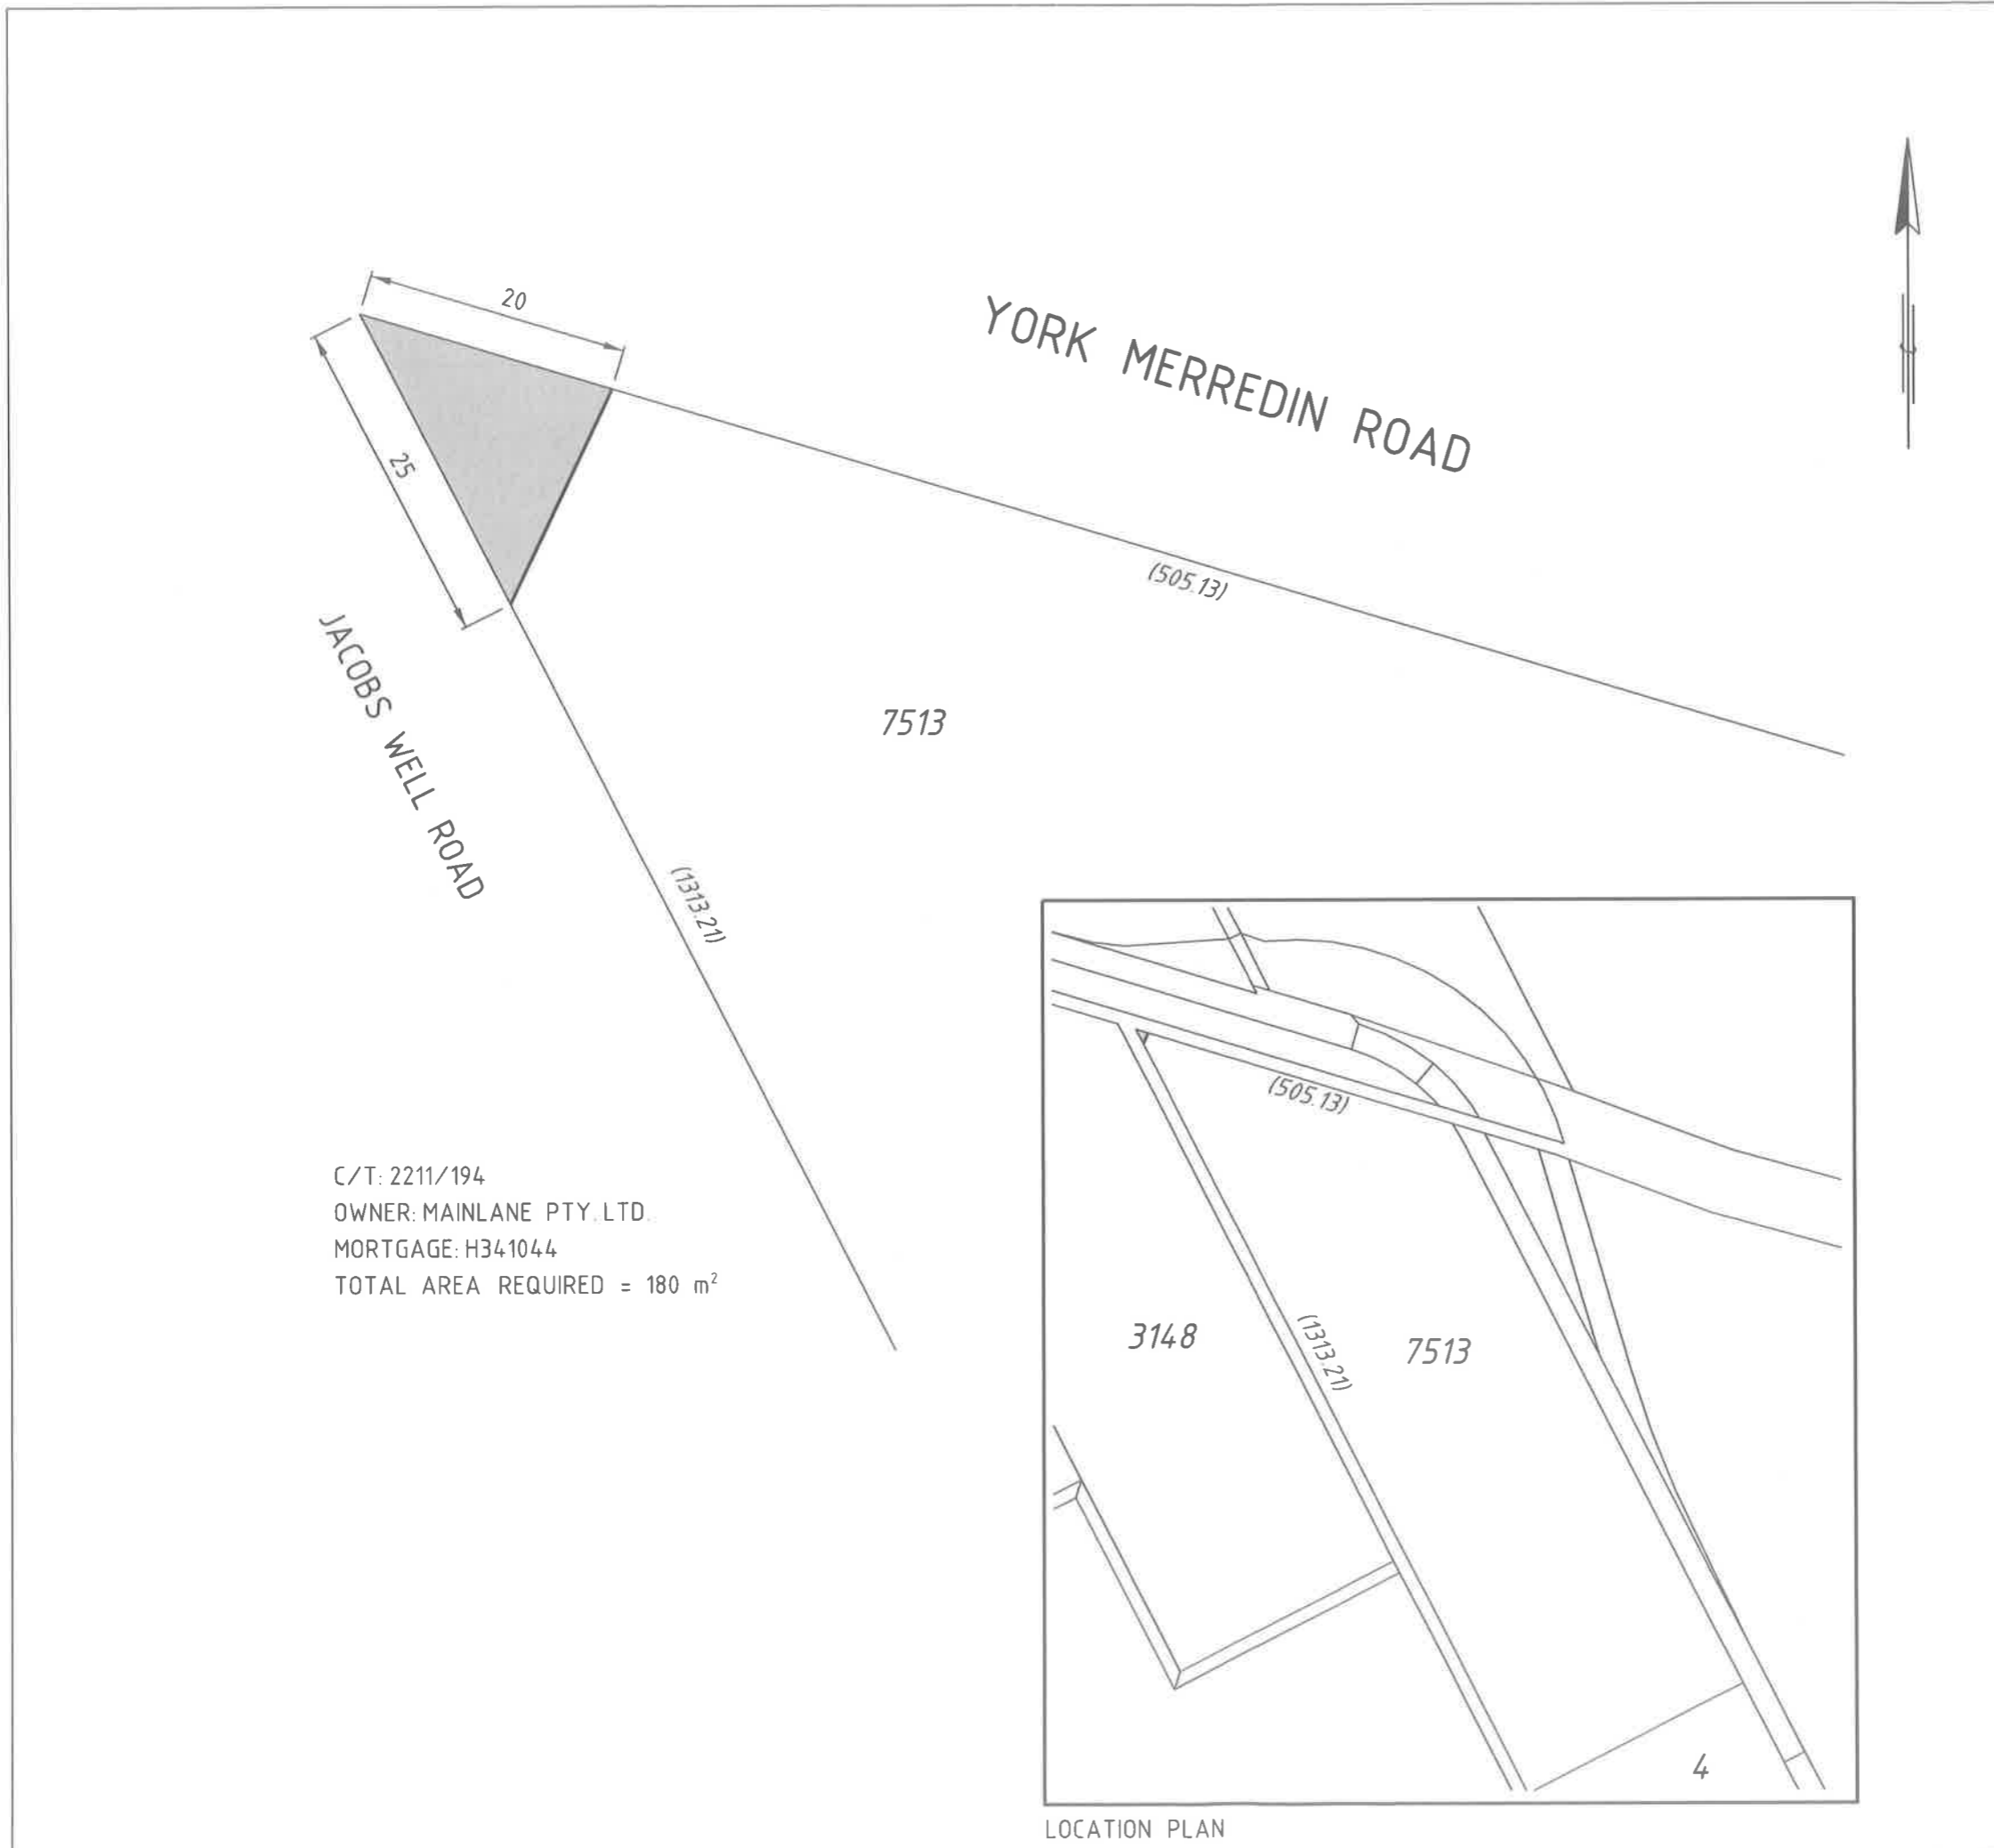 20
YORK MERREDIN ROAD
25
(505.13)
JACOBS WELL ROAD
7513
(1313.21)
C/T: 2211/194
OWNER: MAINLANE PTY. LTD.
MORTGAGE: H341044
TOTAL AREA REQUIRED = 180 m²
(505.13)
3148
(1313.21)
7513
4
LOCATION PLAN